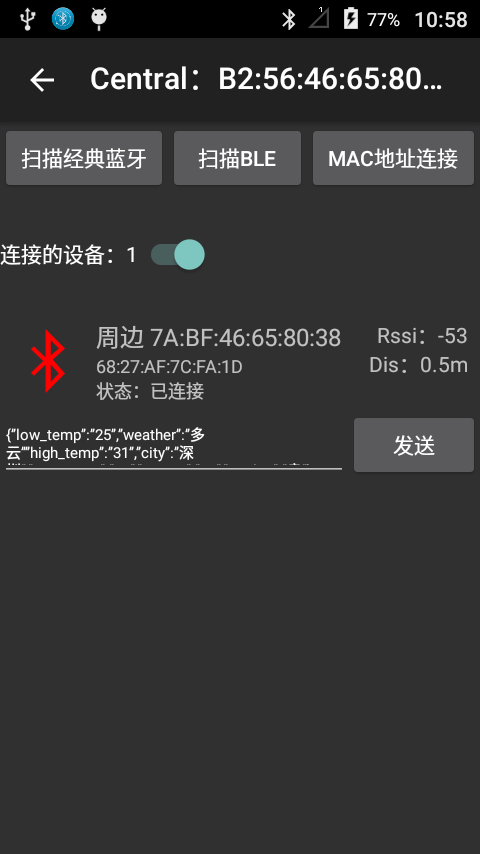 1
77% 10:58
Central：B2:56:46:65:80...
扫描经典蓝牙 扫描BLE MAC地址连接
连接的设备：1
周边 7A:BF:46:65:80:38 Rssi：-53
68:27:AF:7C:FA:1D Dis：0.5m
状态：已连接
{"low_temp":"25","weather":"多
云""high_temp":"31","city":"深
发送